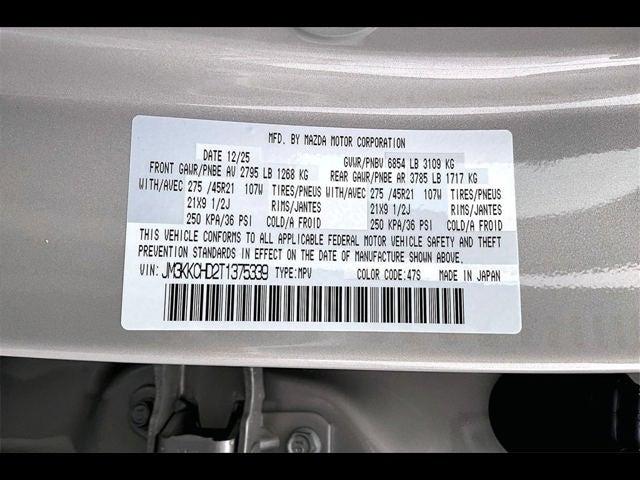 MFD. BY MAZDA MOTOR CORPORATION
DATE 12/25 GVWR/PNBV 6854 LB 3109 KG
FRONT GAWR/PNBE AV 2795 LB 1268 KG REAR GAWR/PNBE AR 3785 LB 1717 KG
WITH/AVEC 275 /45R21 107W TIRES/PNEUS WITH/AVEC 275 /45R21 107W TIRES/PNEUS
21X9 1/2J RIMS/JANTES 21X9 1/2J RIMS/JANTES
250 KPA/36 PSI COLD/A FROID 250 KPA/36 PSI COLD/A FROID
THIS VEHICLE CONFORMS TO ALL APPLICABLE FEDERAL MOTOR VEHICLE SAFETY AND THEFT
PREVENTION STANDARDS IN EFFECT ON THE DATE OF MANUFACTURE SHOWN ABOVE.
VIN: JM3KKCHD2T1375339 TYPE: MPV COLOR CODE: 47S MADE IN JAPAN